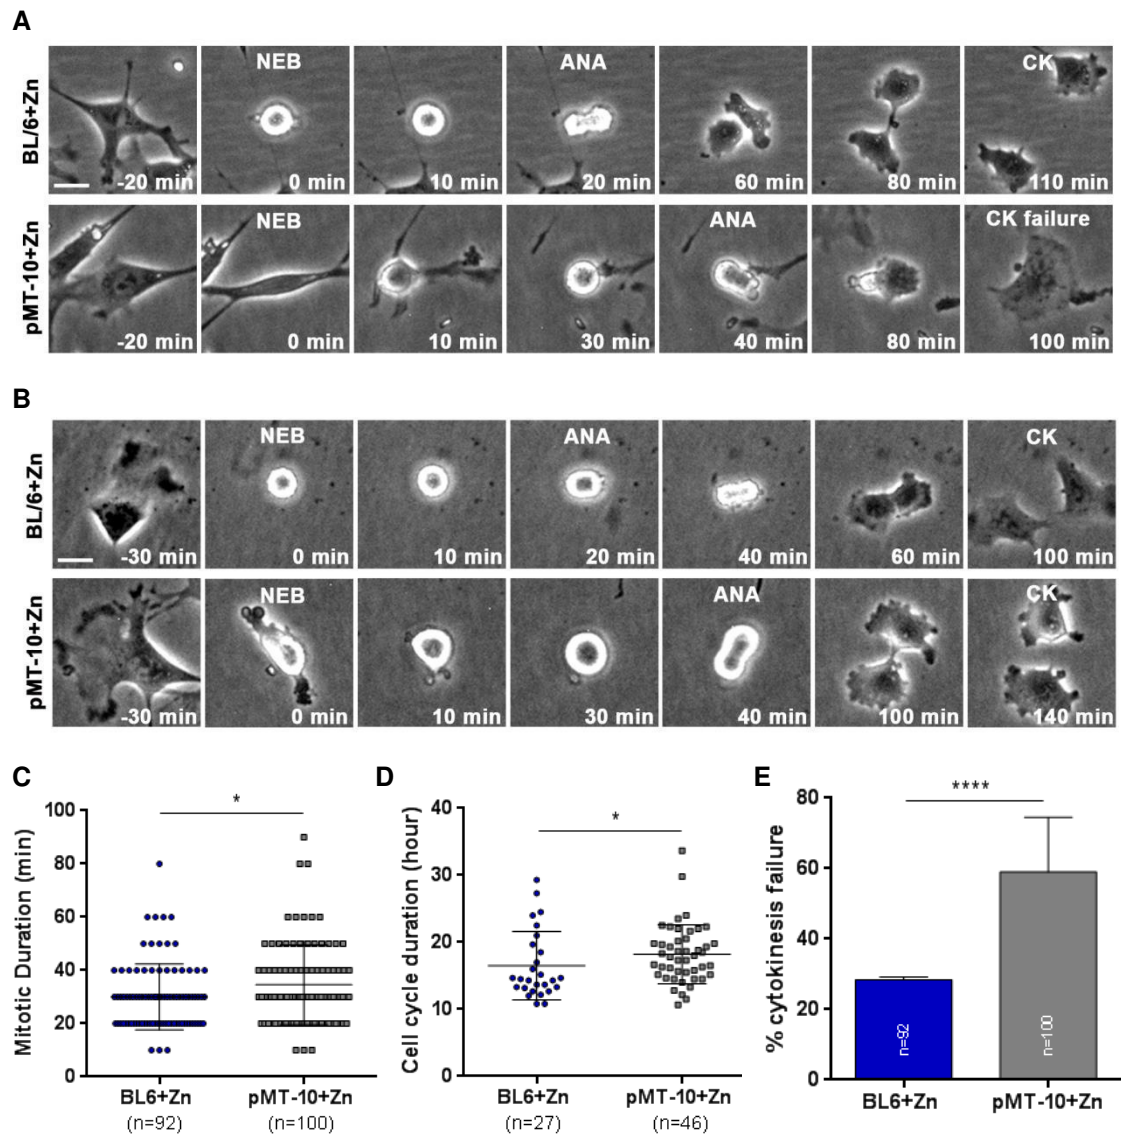 A
BL/6+Zn
NEB
ANA
CK
-20 min
0 min
10 min
20 min
60 min
80 min
110 min
pMT-10+Zn
NEB
ANA
CK failure
-20 min
0 min
10 min
30 min
40 min
80 min
100 min
B
BL/6+Zn
NEB
ANA
CK
-30 min
0 min
10 min
20 min
40 min
60 min
100 min
pMT-10+Zn
NEB
ANA
CK
-30 min
0 min
10 min
30 min
40 min
100 min
140 min
C
Mitotic Duration (min)
100
80
60
40
20
0
*
BL6+Zn
(n=92)
pMT-10+Zn
(n=100)
D
Cell cycle duration (hour)
40
30
20
10
0
*
BL6+Zn
(n=27)
pMT-10+Zn
(n=46)
E
% cytokinesis failure
80
60
40
20
0
****
n=92
n=100
BL6+Zn
pMT-10+Zn